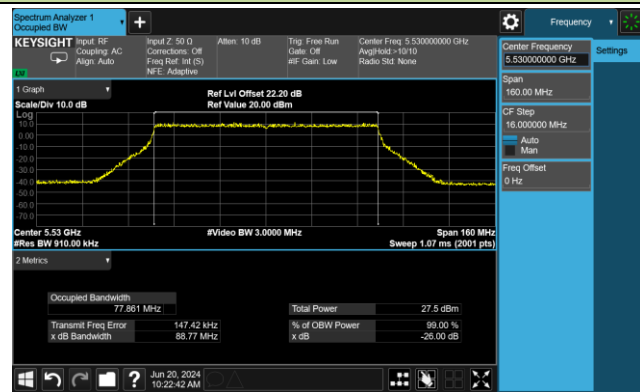 Spectrum Analyzer 1
Occupied BW
Frequency
KEYSIGHT
Input: RF
Coupling: AC
Align: Auto
Input Z: 50 Ω
Corrections: Off
Freq Ref: Int (S)
NFE: Adaptive
Atten: 10 dB
Trig: Free Run
Gate: Off
#IF Gain: Low
Center Freq: 5.530000000 GHz
Avg|Hold:>10/10
Radio Std: None
Center Frequency
5.530000000 GHz
Settings
Span
160.00 MHz
CF Step
16.000000 MHz
Auto
Man
Freq Offset
0 Hz
LW
1 Graph
Scale/Div 10.0 dB
Ref Lvl Offset 22.20 dB
Ref Value 20.00 dBm
Log
10.0
0.00
-10.0
-20.0
-30.0
-40.0
-50.0
-60.0
-70.0
Center 5.53 GHz
#Video BW 3.0000 MHz
Span 160 MHz
#Res BW 910.00 kHz
Sweep 1.07 ms (2001 pts)
2 Metrics
Occupied Bandwidth
77.861 MHz
Total Power
27.5 dBm
Transmit Freq Error
147.42 kHz
% of OBW Power
99.00 %
x dB Bandwidth
88.77 MHz
x dB
-26.00 dB
Jun 20, 2024
10:22:42 AM